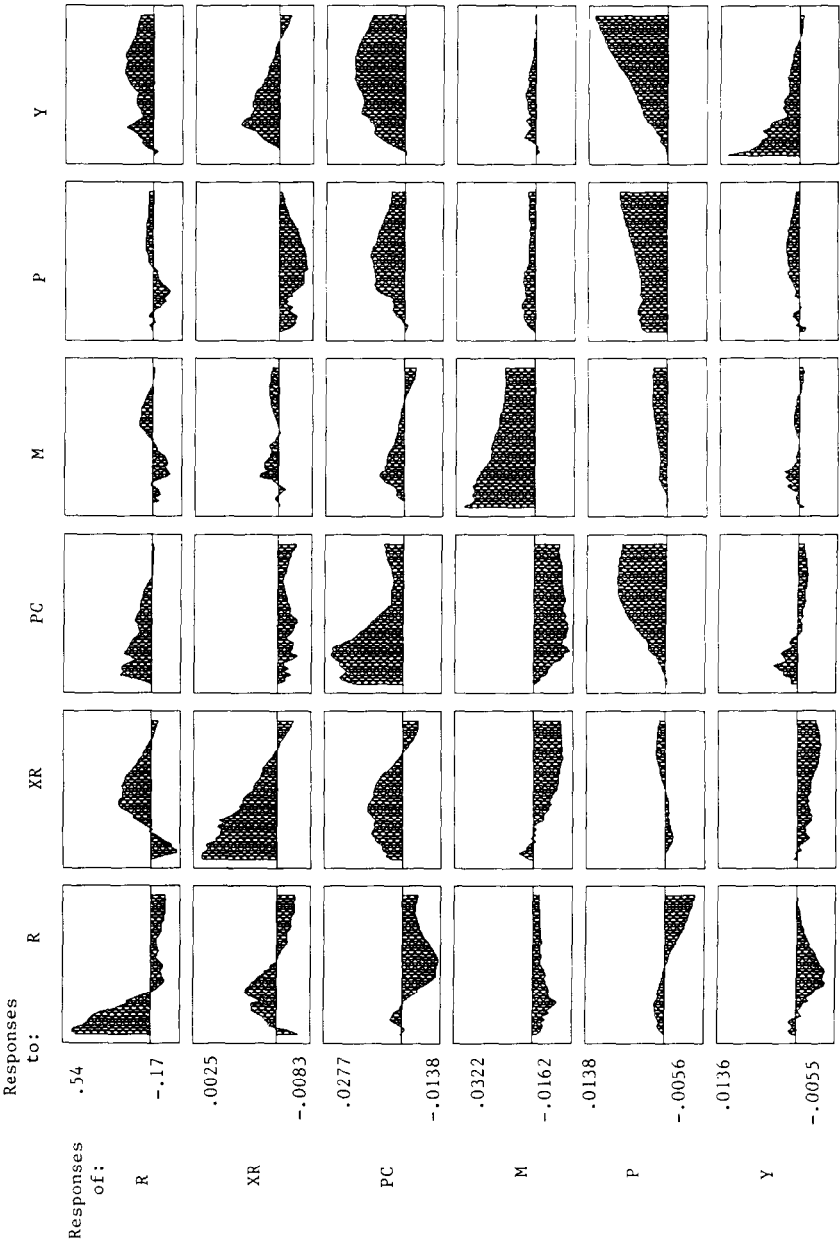 Responses to:
R XR PC M P Y
Responses of:
R .54 -.17
XR .0025 -.0083
PC .0277 -.0138
M .0322 -.0162
P .0138 -.0056
Y .0136 -.0055